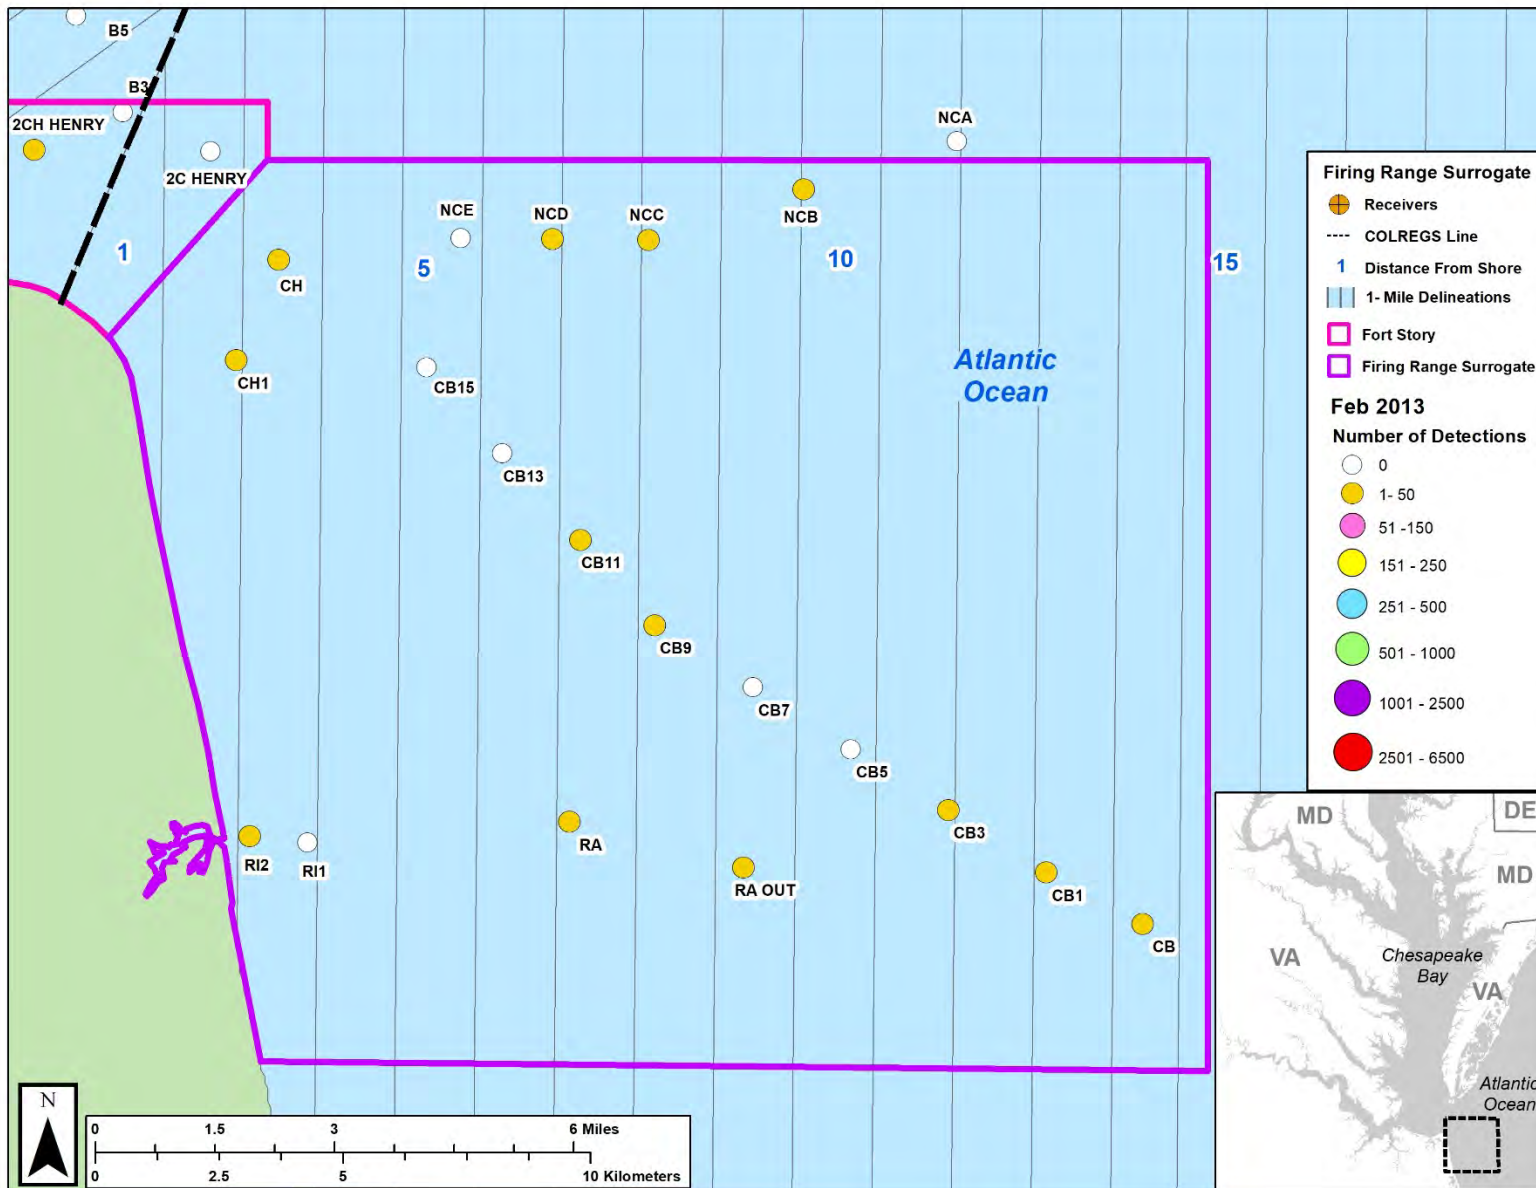 B5
B3
2CH HENRY
2C HENRY
NCA
1
NCE
NCD
NCC
NCB
CH
5
10
15
CH1
CB15
Atlantic
Ocean
CB13
CB11
CB9
CB7
CB5
CB3
RI2
RI1
RA
RA OUT
CB1
CB
N
0
1.5
3
6 Miles
0
2.5
5
10 Kilometers
Firing Range Surrogate
Receivers
COLREGS Line
1 Distance From Shore
1- Mile Delineations
Fort Story
Firing Range Surrogate
Feb 2013
Number of Detections
0
1- 50
51 -150
151 - 250
251 - 500
501 - 1000
1001 - 2500
2501 - 6500
MD
DE
MD
VA
Chesapeake
Bay
VA
Atlantic
Ocean